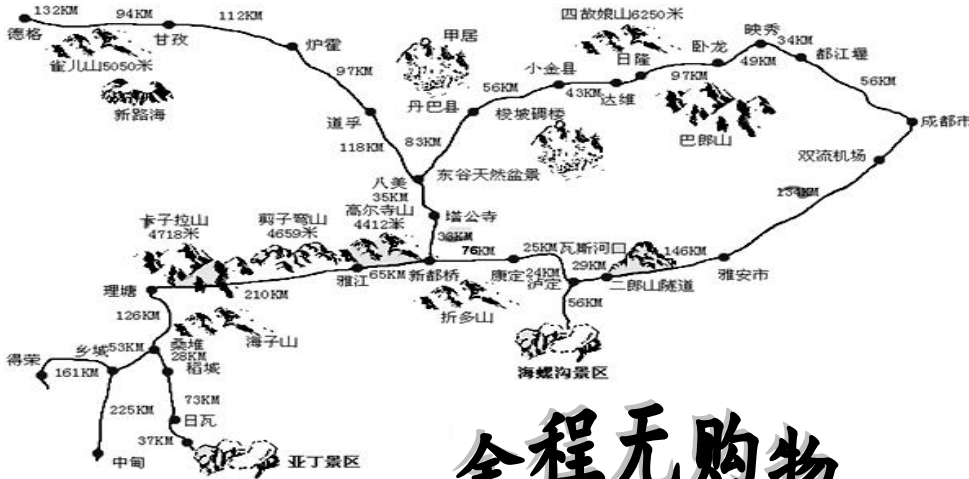 132KM
94KM
112KM
德格
甘孜
炉霍
雀儿山5050米
新路海
97KM
道孚
118KM
甲居
丹巴县
56KM
83KM
小金县
43KM
四故娘山6250米
日隆
达维
97KM
卧龙
映秀
49KM
34KM
都江堰
56KM
成都市
梭坡碉楼
巴郎山
双流机场
134KM
八美
东谷天然盆景
35KM
塔公寺
33KM
卡子拉山
4718米
剪子弯山
4659米
高尔寺山
4412米
76KM
25KM
瓦斯河口
146KM
雅安市
理塘
210KM
雅江
65KM
新都桥
康定
24KM
泸定
29KM
二郎山隧道
折多山
56KM
海螺沟景区
126KM
海子山
桑堆
53KM
28KM
得荣
乡城
161KM
稻城
225KM
73KM
日瓦
37KM
中甸
亚丁景区
全程无购物